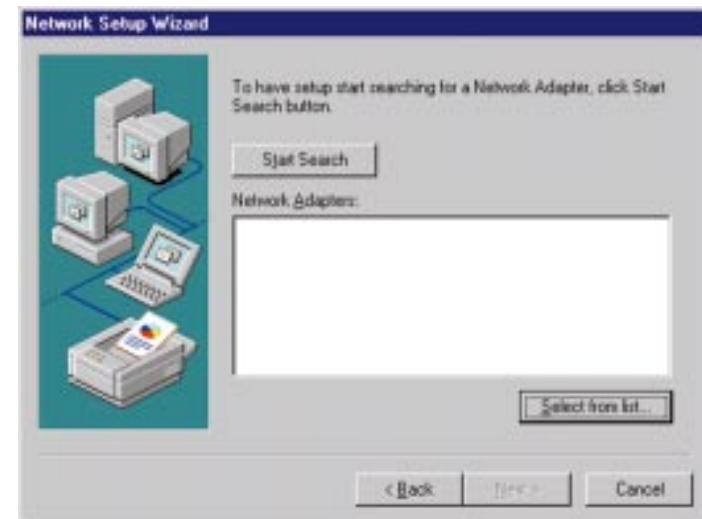 Network Setup Wizard
To have setup start searching for a Network Adapter, click Start
Search button.
Start Search
Network Adapters:
Select from list...
< Back
Next >
Cancel